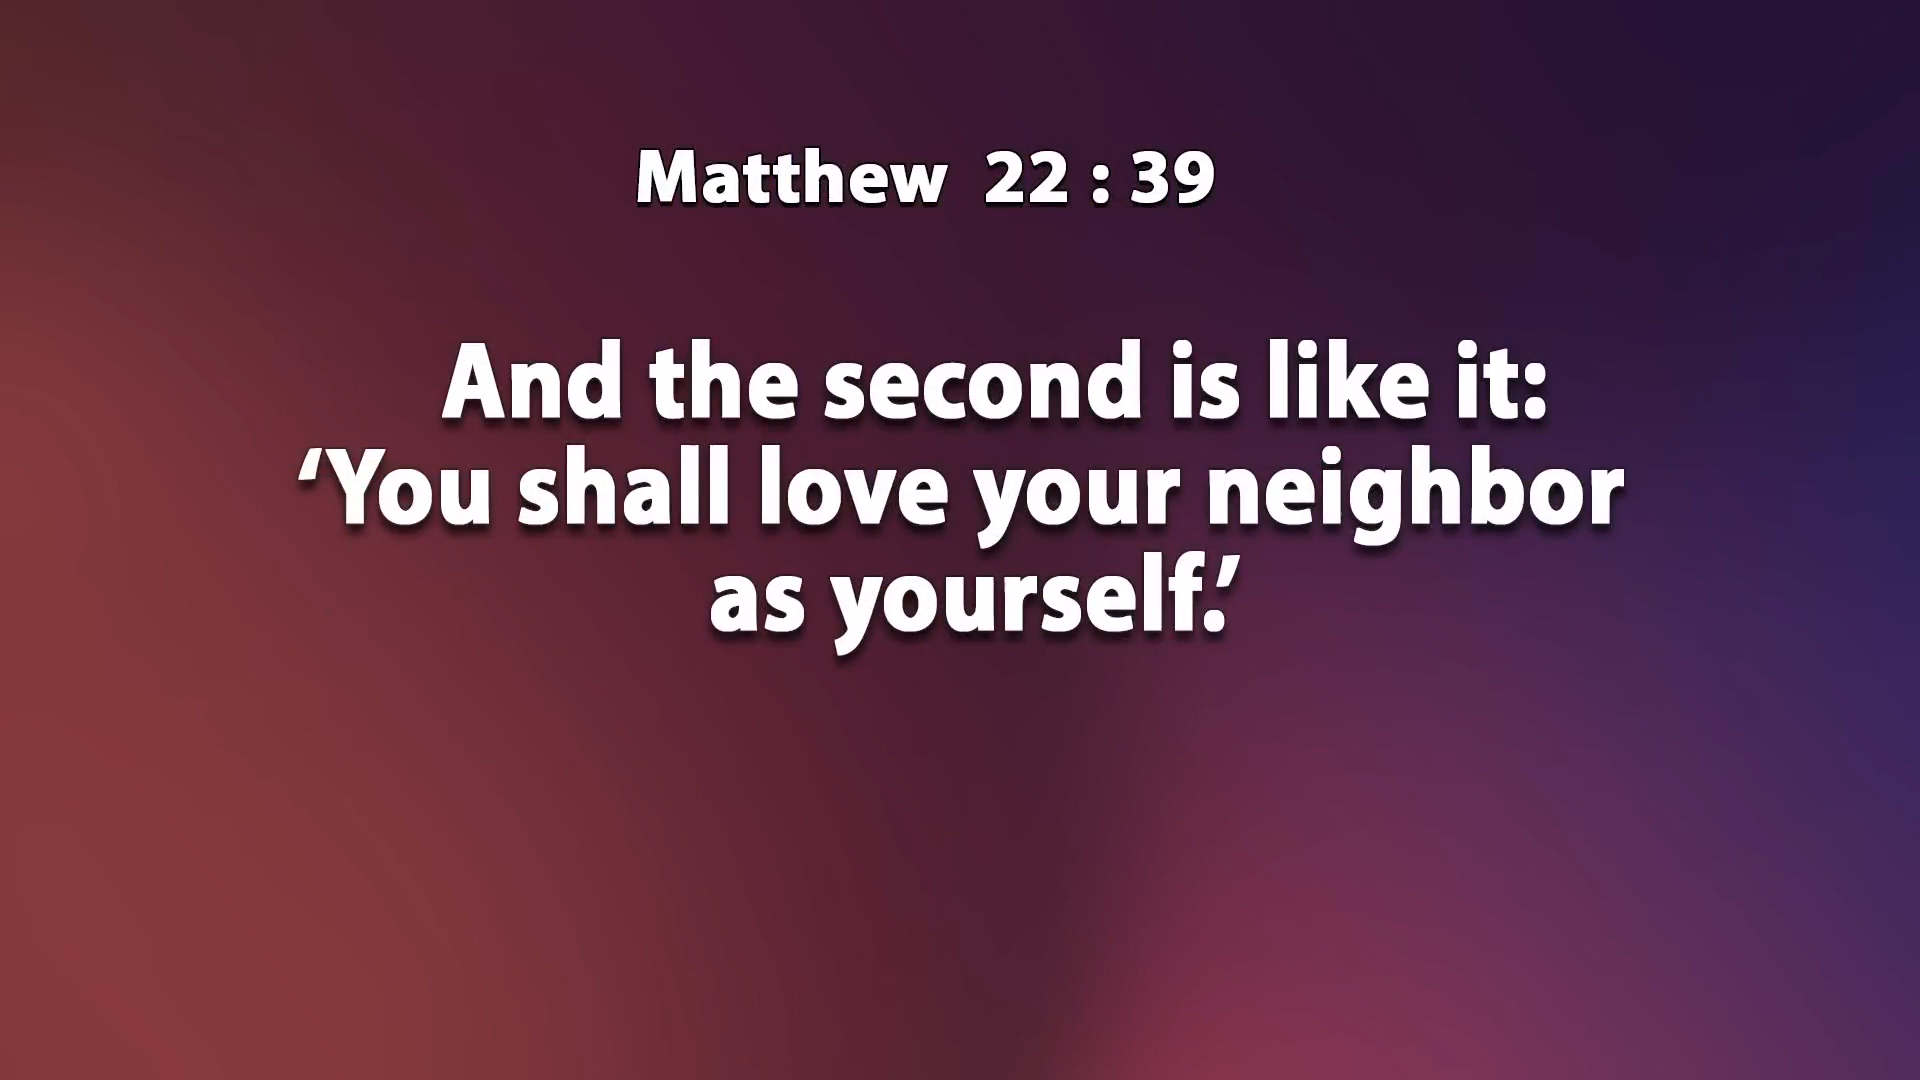 Matthew 22 : 39
And the second is like it:
‘You shall love your neighbor
as yourself.’